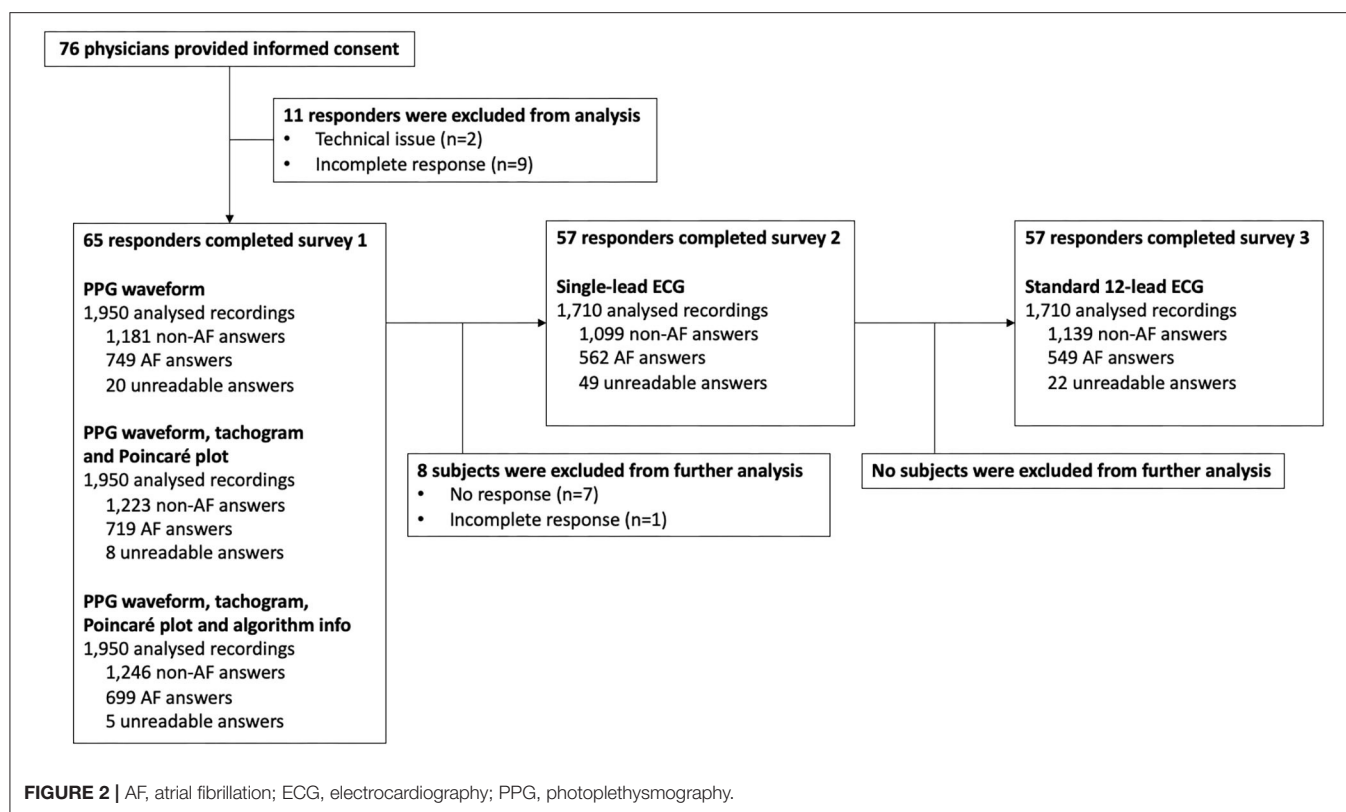 76 physicians provided informed consent
11 responders were excluded from analysis
• Technical issue (n=2)
• Incomplete response (n=9)
65 responders completed survey 1
PPG waveform
1,950 analysed recordings
1,181 non-AF answers
749 AF answers
20 unreadable answers
PPG waveform, tachogram
and Poincaré plot
1,950 analysed recordings
1,223 non-AF answers
719 AF answers
8 unreadable answers
PPG waveform, tachogram,
Poincaré plot and algorithm info
1,950 analysed recordings
1,246 non-AF answers
699 AF answers
5 unreadable answers
57 responders completed survey 2
Single-lead ECG
1,710 analysed recordings
1,099 non-AF answers
562 AF answers
49 unreadable answers
8 subjects were excluded from further analysis
• No response (n=7)
• Incomplete response (n=1)
57 responders completed survey 3
Standard 12-lead ECG
1,710 analysed recordings
1,139 non-AF answers
549 AF answers
22 unreadable answers
No subjects were excluded from further analysis
FIGURE 2 | AF, atrial fibrillation; ECG, electrocardiography; PPG, photoplethysmography.